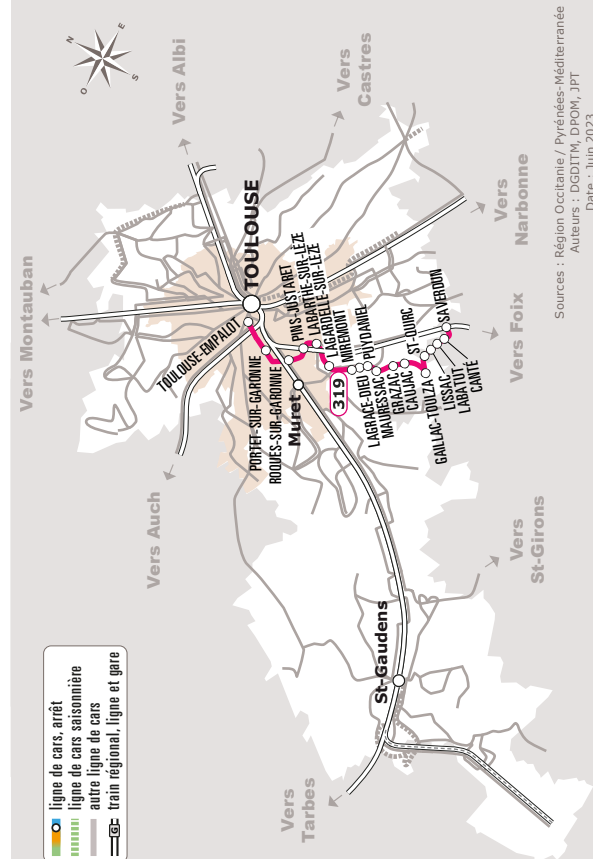 Vers Montauban
Vers Albi
Vers
Castres
Vers Auch
Vers
Narbonne
Vers Foix
Vers
St-Girons
Vers
Tarbes
N
E
S
O
TOULOUSE
TOULOUSE-EMPALOT
PORTET-SUR-GARONNE
ROQUES-SUR-GARONNE
Muret
PINS-JUSTARET
LABARTHE-SUR-LÈZE
LAGARDELLE-SUR-LÈZE
MIREMONT
319
PUYDANIEL
LAGRACE-DIEU
MAURESSAC
GRAZAC
CAUJAC
ST-QUIRC
GAILLAC-TOULZA
LISSAC
LABATUT
CANTÉ
SAVERDUN
St-Gaudens
ligne de cars, arrêt
ligne de cars saisonnière
autre ligne de cars
G train régional, ligne et gare
Sources : Région Occitanie / Pyrénées-Méditerranée
Auteurs : DGDITM, DPOM, JPT
Date : Juin 2023